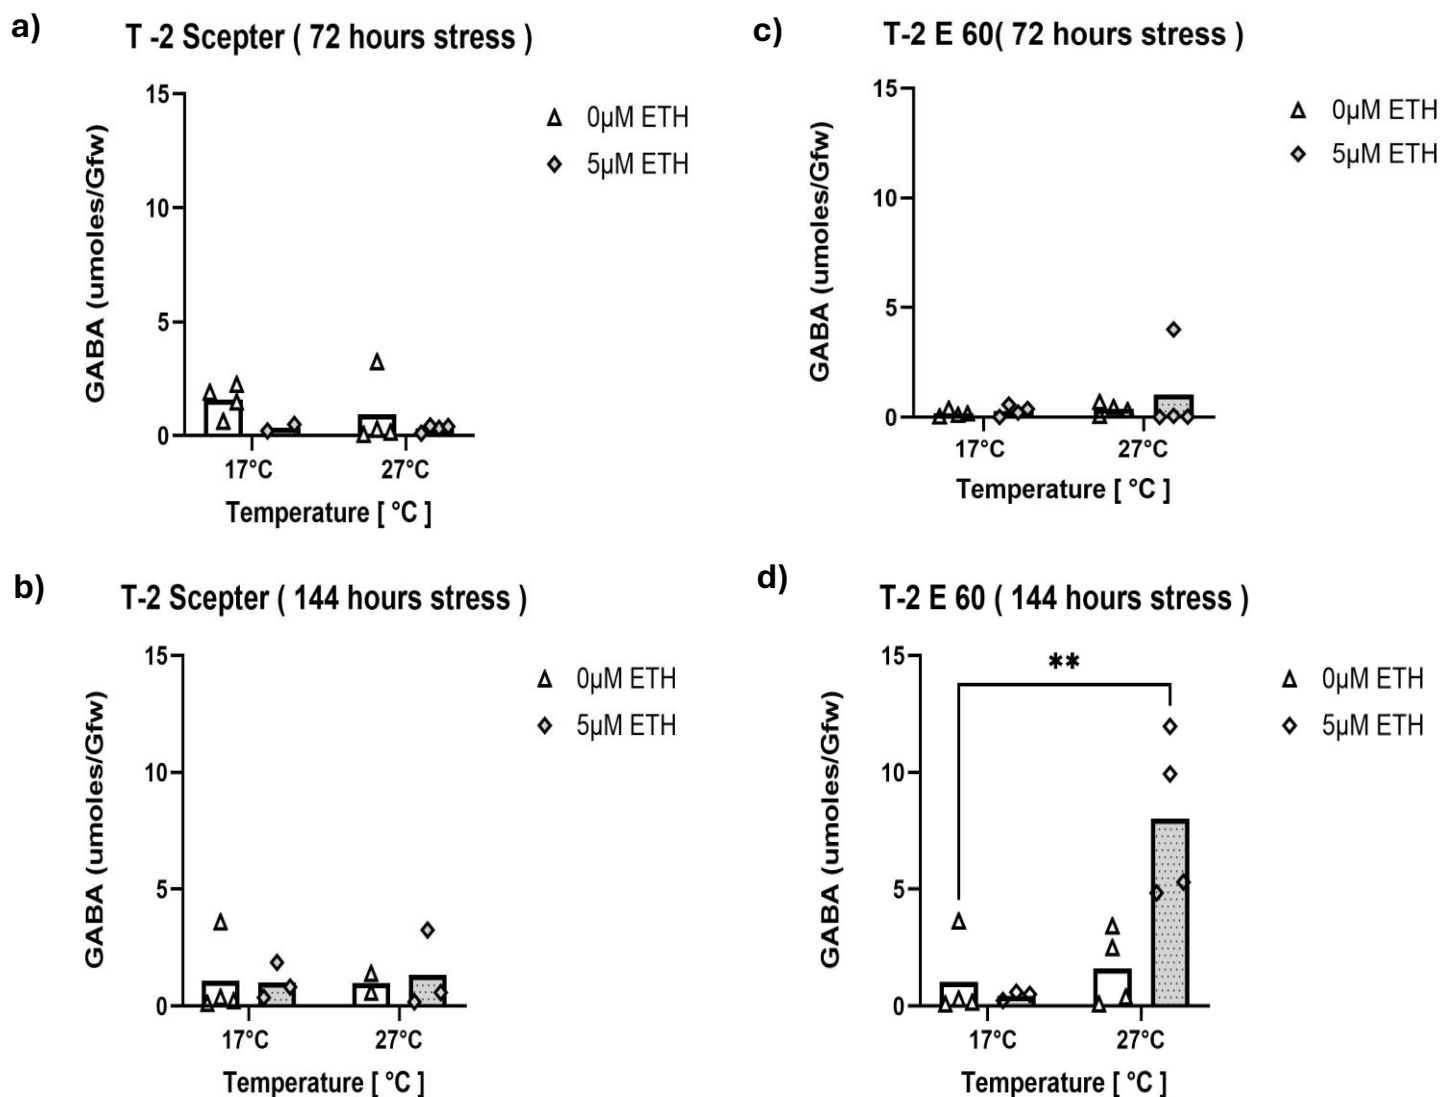 a)
T -2 Scepter ( 72 hours stress )
15
10
5
0
GABA (umoles/Gfw)
0µM ETH
5µM ETH
17°C
27°C
Temperature [ °C ]
c)
T-2 E 60( 72 hours stress )
15
10
5
0
GABA (umoles/Gfw)
0µM ETH
5µM ETH
17°C
27°C
Temperature [ °C ]
b)
T-2 Scepter ( 144 hours stress )
15
10
5
0
GABA (umoles/Gfw)
0µM ETH
5µM ETH
17°C
27°C
Temperature [ °C ]
d)
T-2 E 60 ( 144 hours stress )
15
10
5
0
GABA (umoles/Gfw)
**
0µM ETH
5µM ETH
17°C
27°C
Temperature [ °C ]